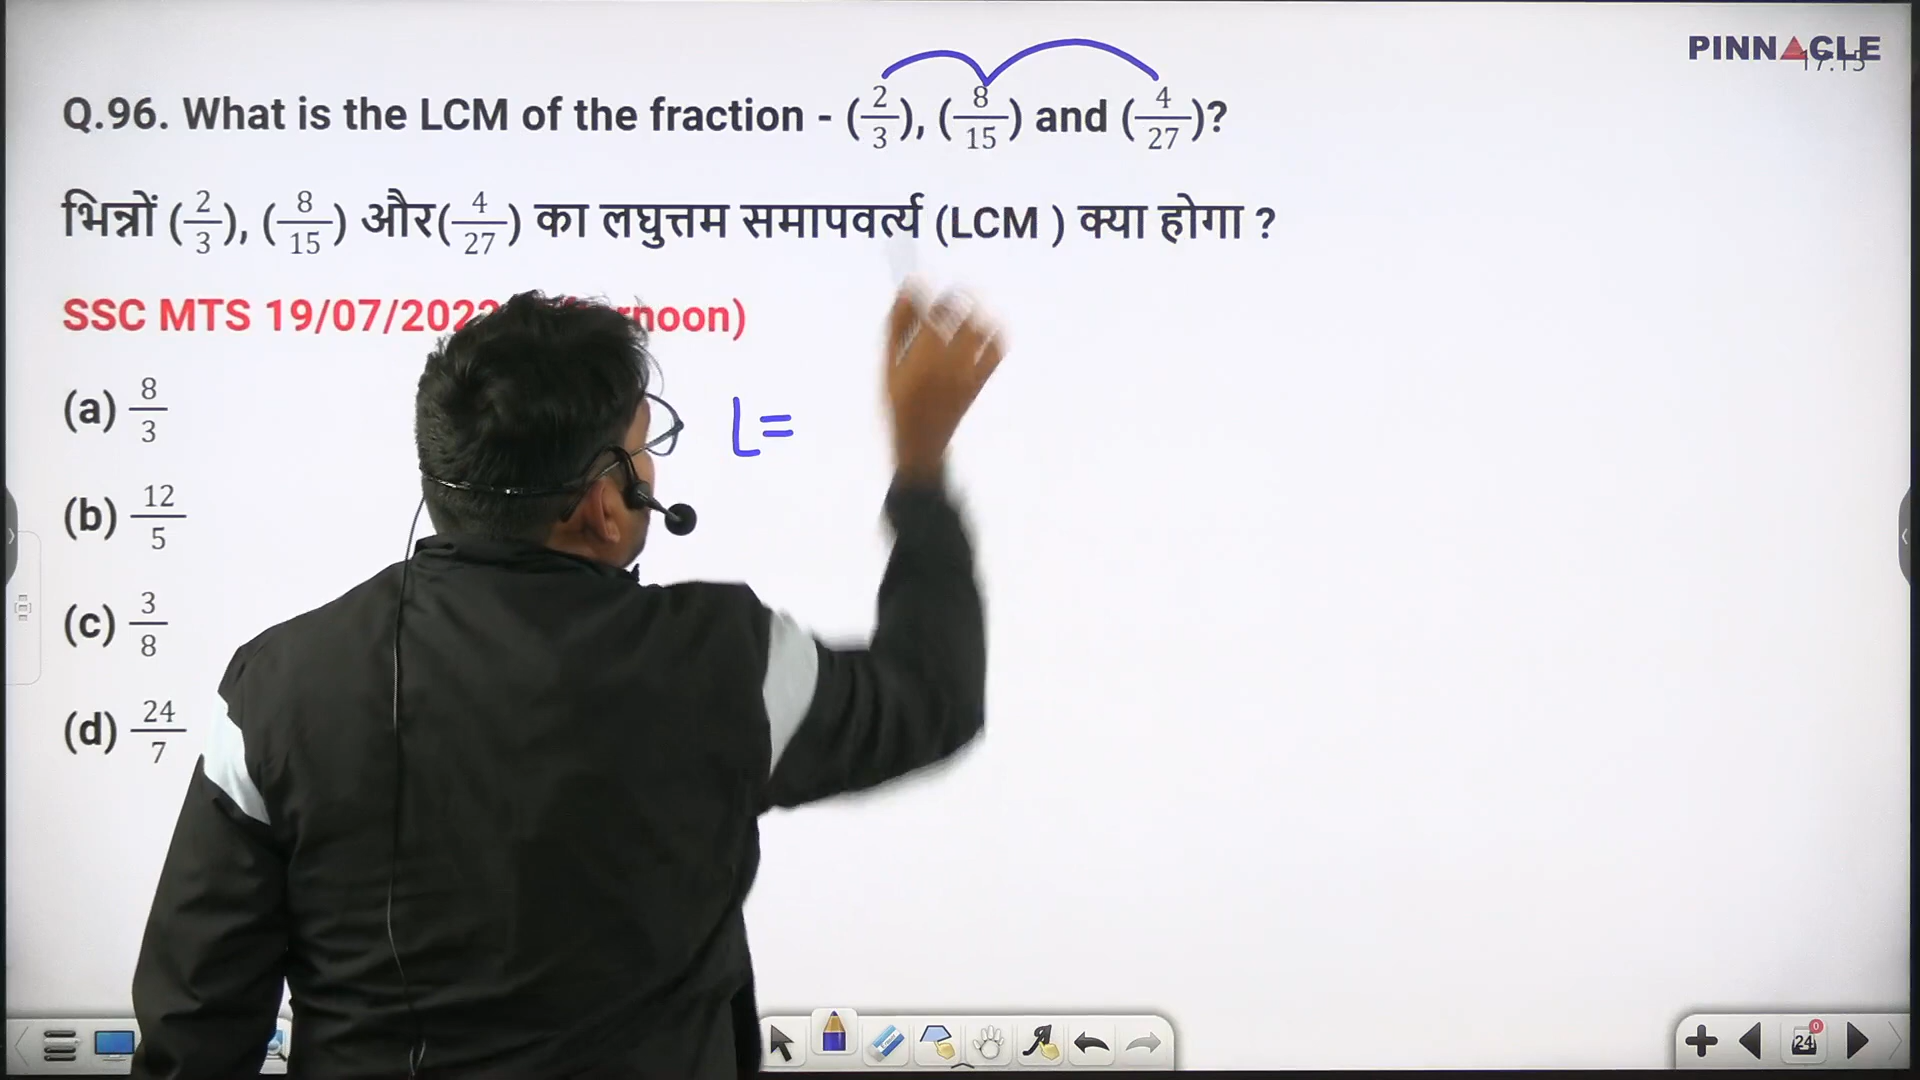 PINNACLE
Q.96. What is the LCM of the fraction - (2/3), (8/15) and (4/27)?
भिन्नों (2/3), (8/15) और(4/27) का लघुत्तम समापवर्त्य (LCM ) क्या होगा ?
SSC MTS 19/07/202 noon)
(a) 8/3
L=
(b) 12/5
(c) 3/8
(d) 24/7
24
0